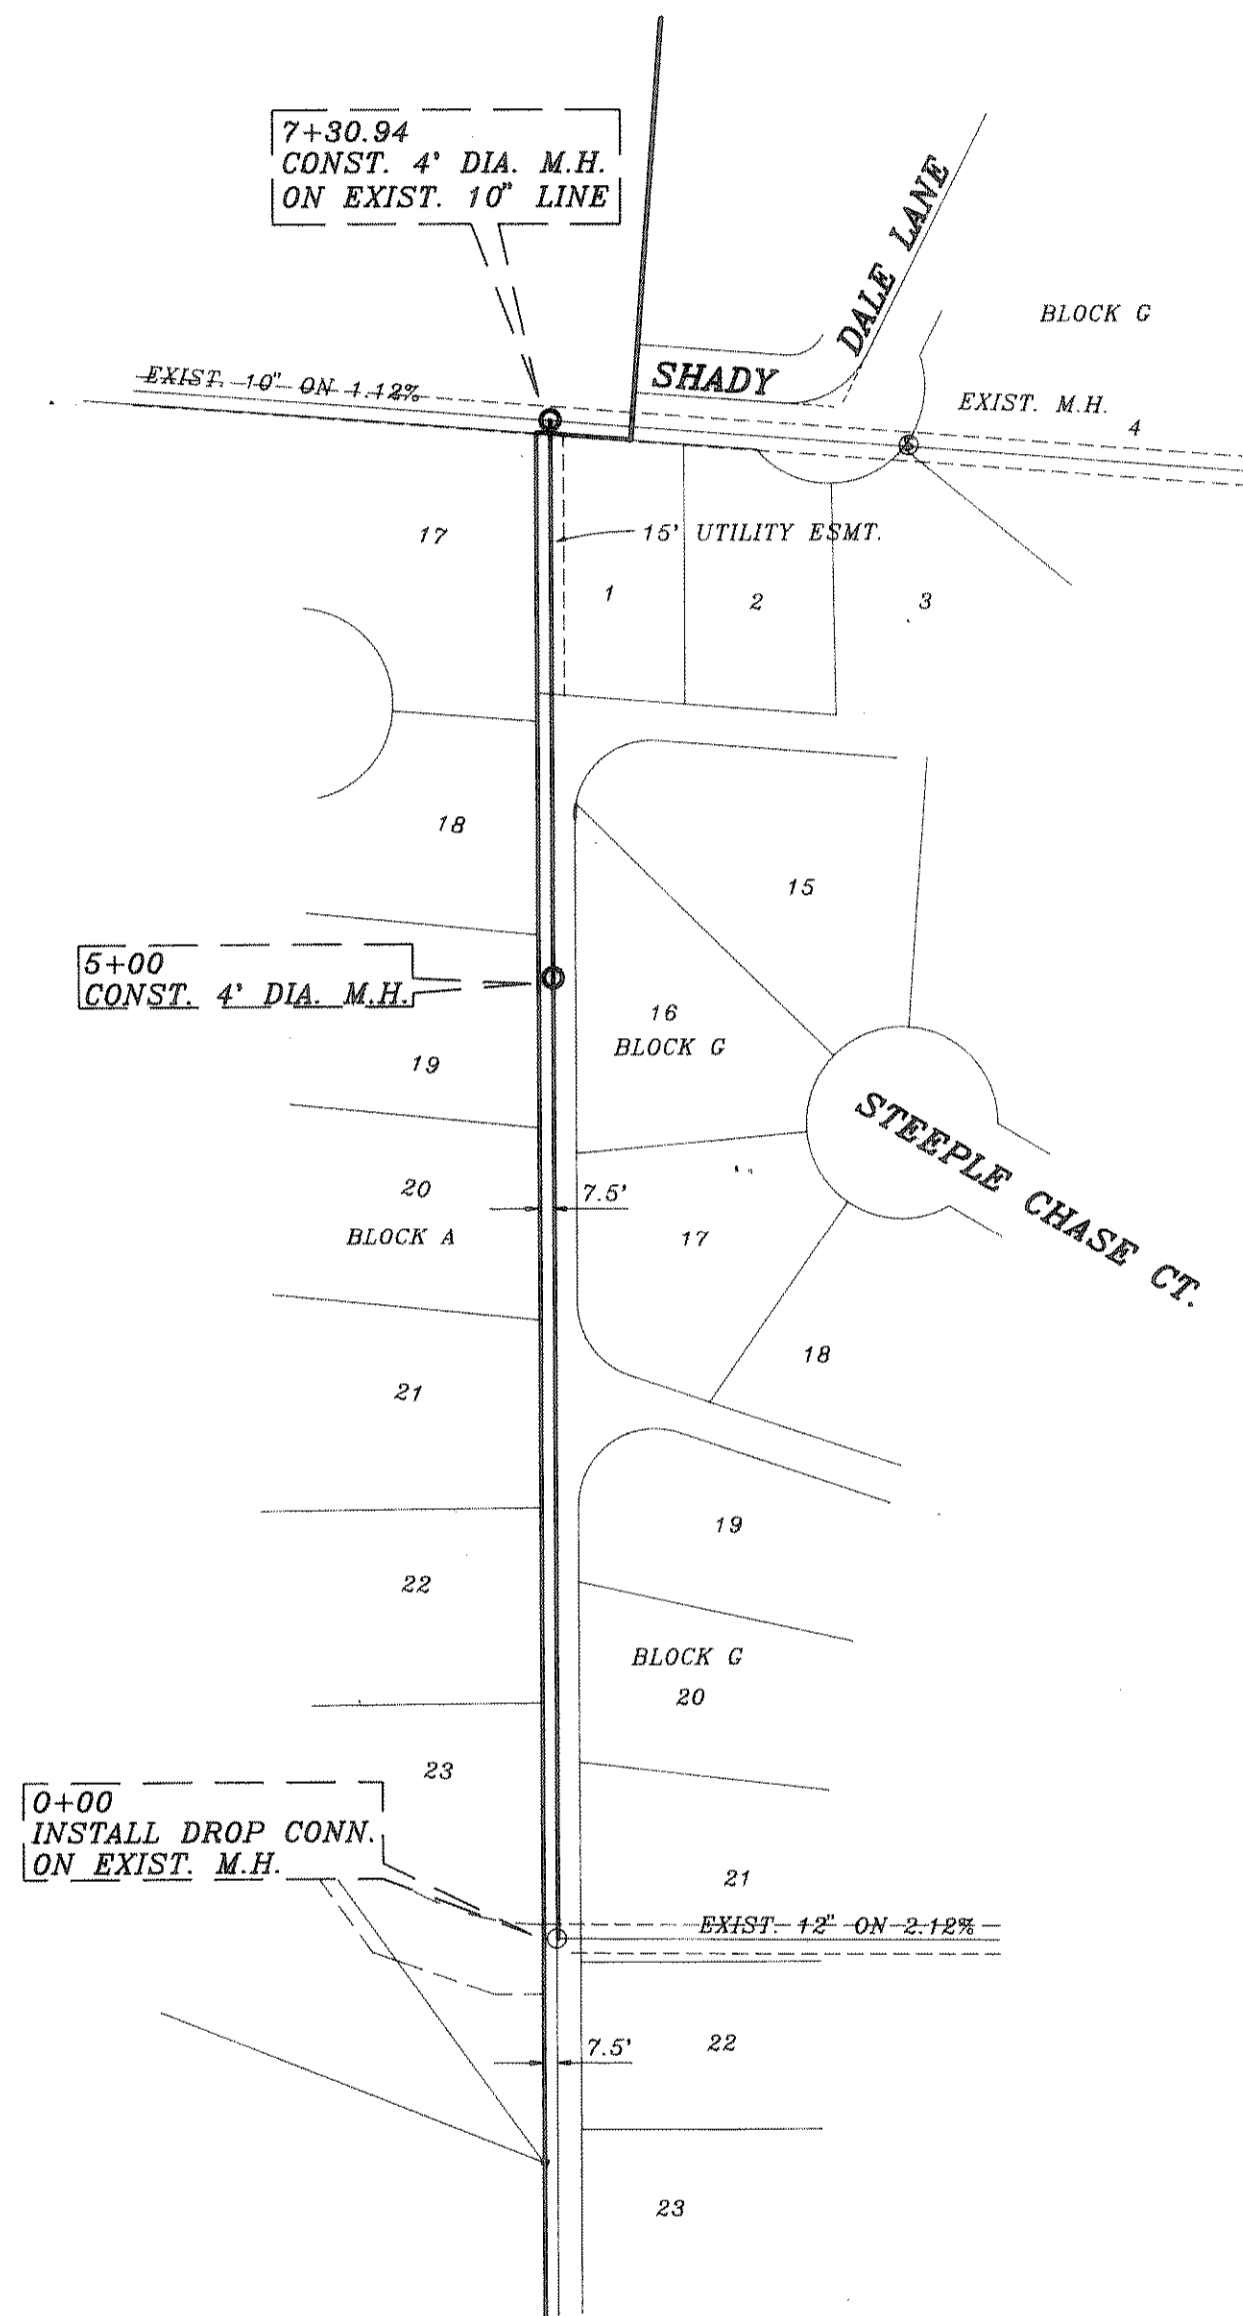 7+30.94
CONST. 4' DIA. M.H.
ON EXIST. 10" LINE
SHADY DALE LANE
BLOCK G
EXIST. 10" ON 1.12%
EXIST. M.H.
4
17
15' UTILITY ESMT.
1
2
3
18
15
5+00
CONST. 4' DIA. M.H.
16
BLOCK G
19
STEEPLE CHASE CT.
20
7.5'
BLOCK A
17
18
21
19
22
BLOCK G
20
23
0+00
INSTALL DROP CONN.
ON EXIST. M.H.
21
EXIST. 12" ON 2.12%
7.5'
22
23